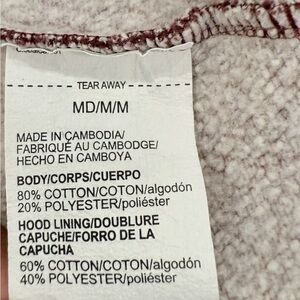 TEAR AWAY
MD/M/M
MADE IN CAMBODIA/
FABRIQUÉ AU CAMBODGE/
HECHO EN CAMBOYA
BODY/CORPS/CUERPO
80% COTTON/COTON/algodón
20% POLYESTER/poliéster
HOOD LINING/DOUBLURE
CAPUCHE/FORRO DE LA
CAPUCHA
60% COTTON/COTON/algodón
40% POLYESTER/poliéster